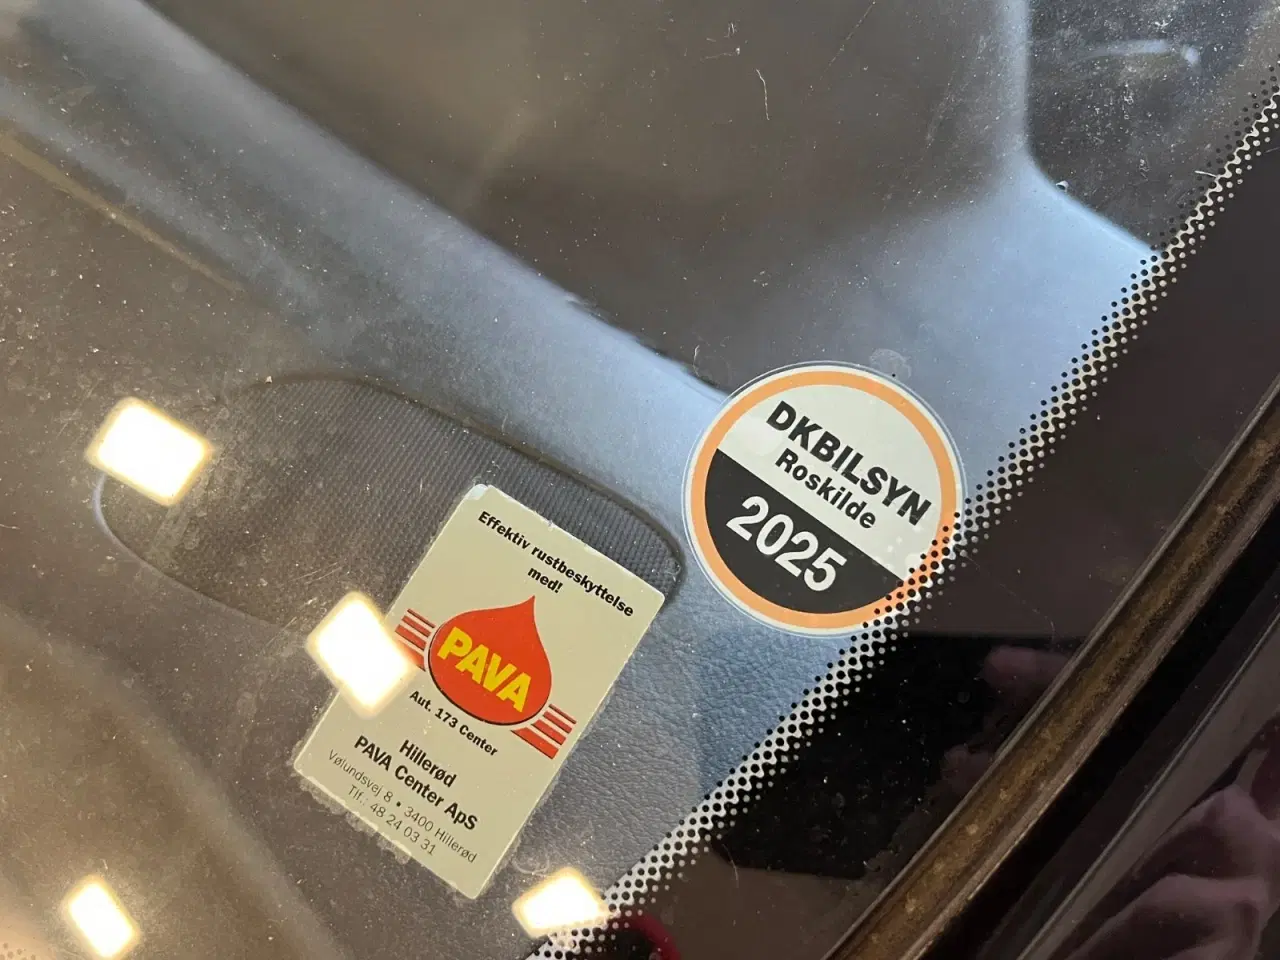 DKBILSYN
Roskilde
2025
Effektiv rustbeskyttelse
med!
PAVA
Aut. 173 Center
Hillerød
PAVA Center ApS
Vølundsvej 8 • 3400 Hillerød
Tlf.: 48 24 03 31